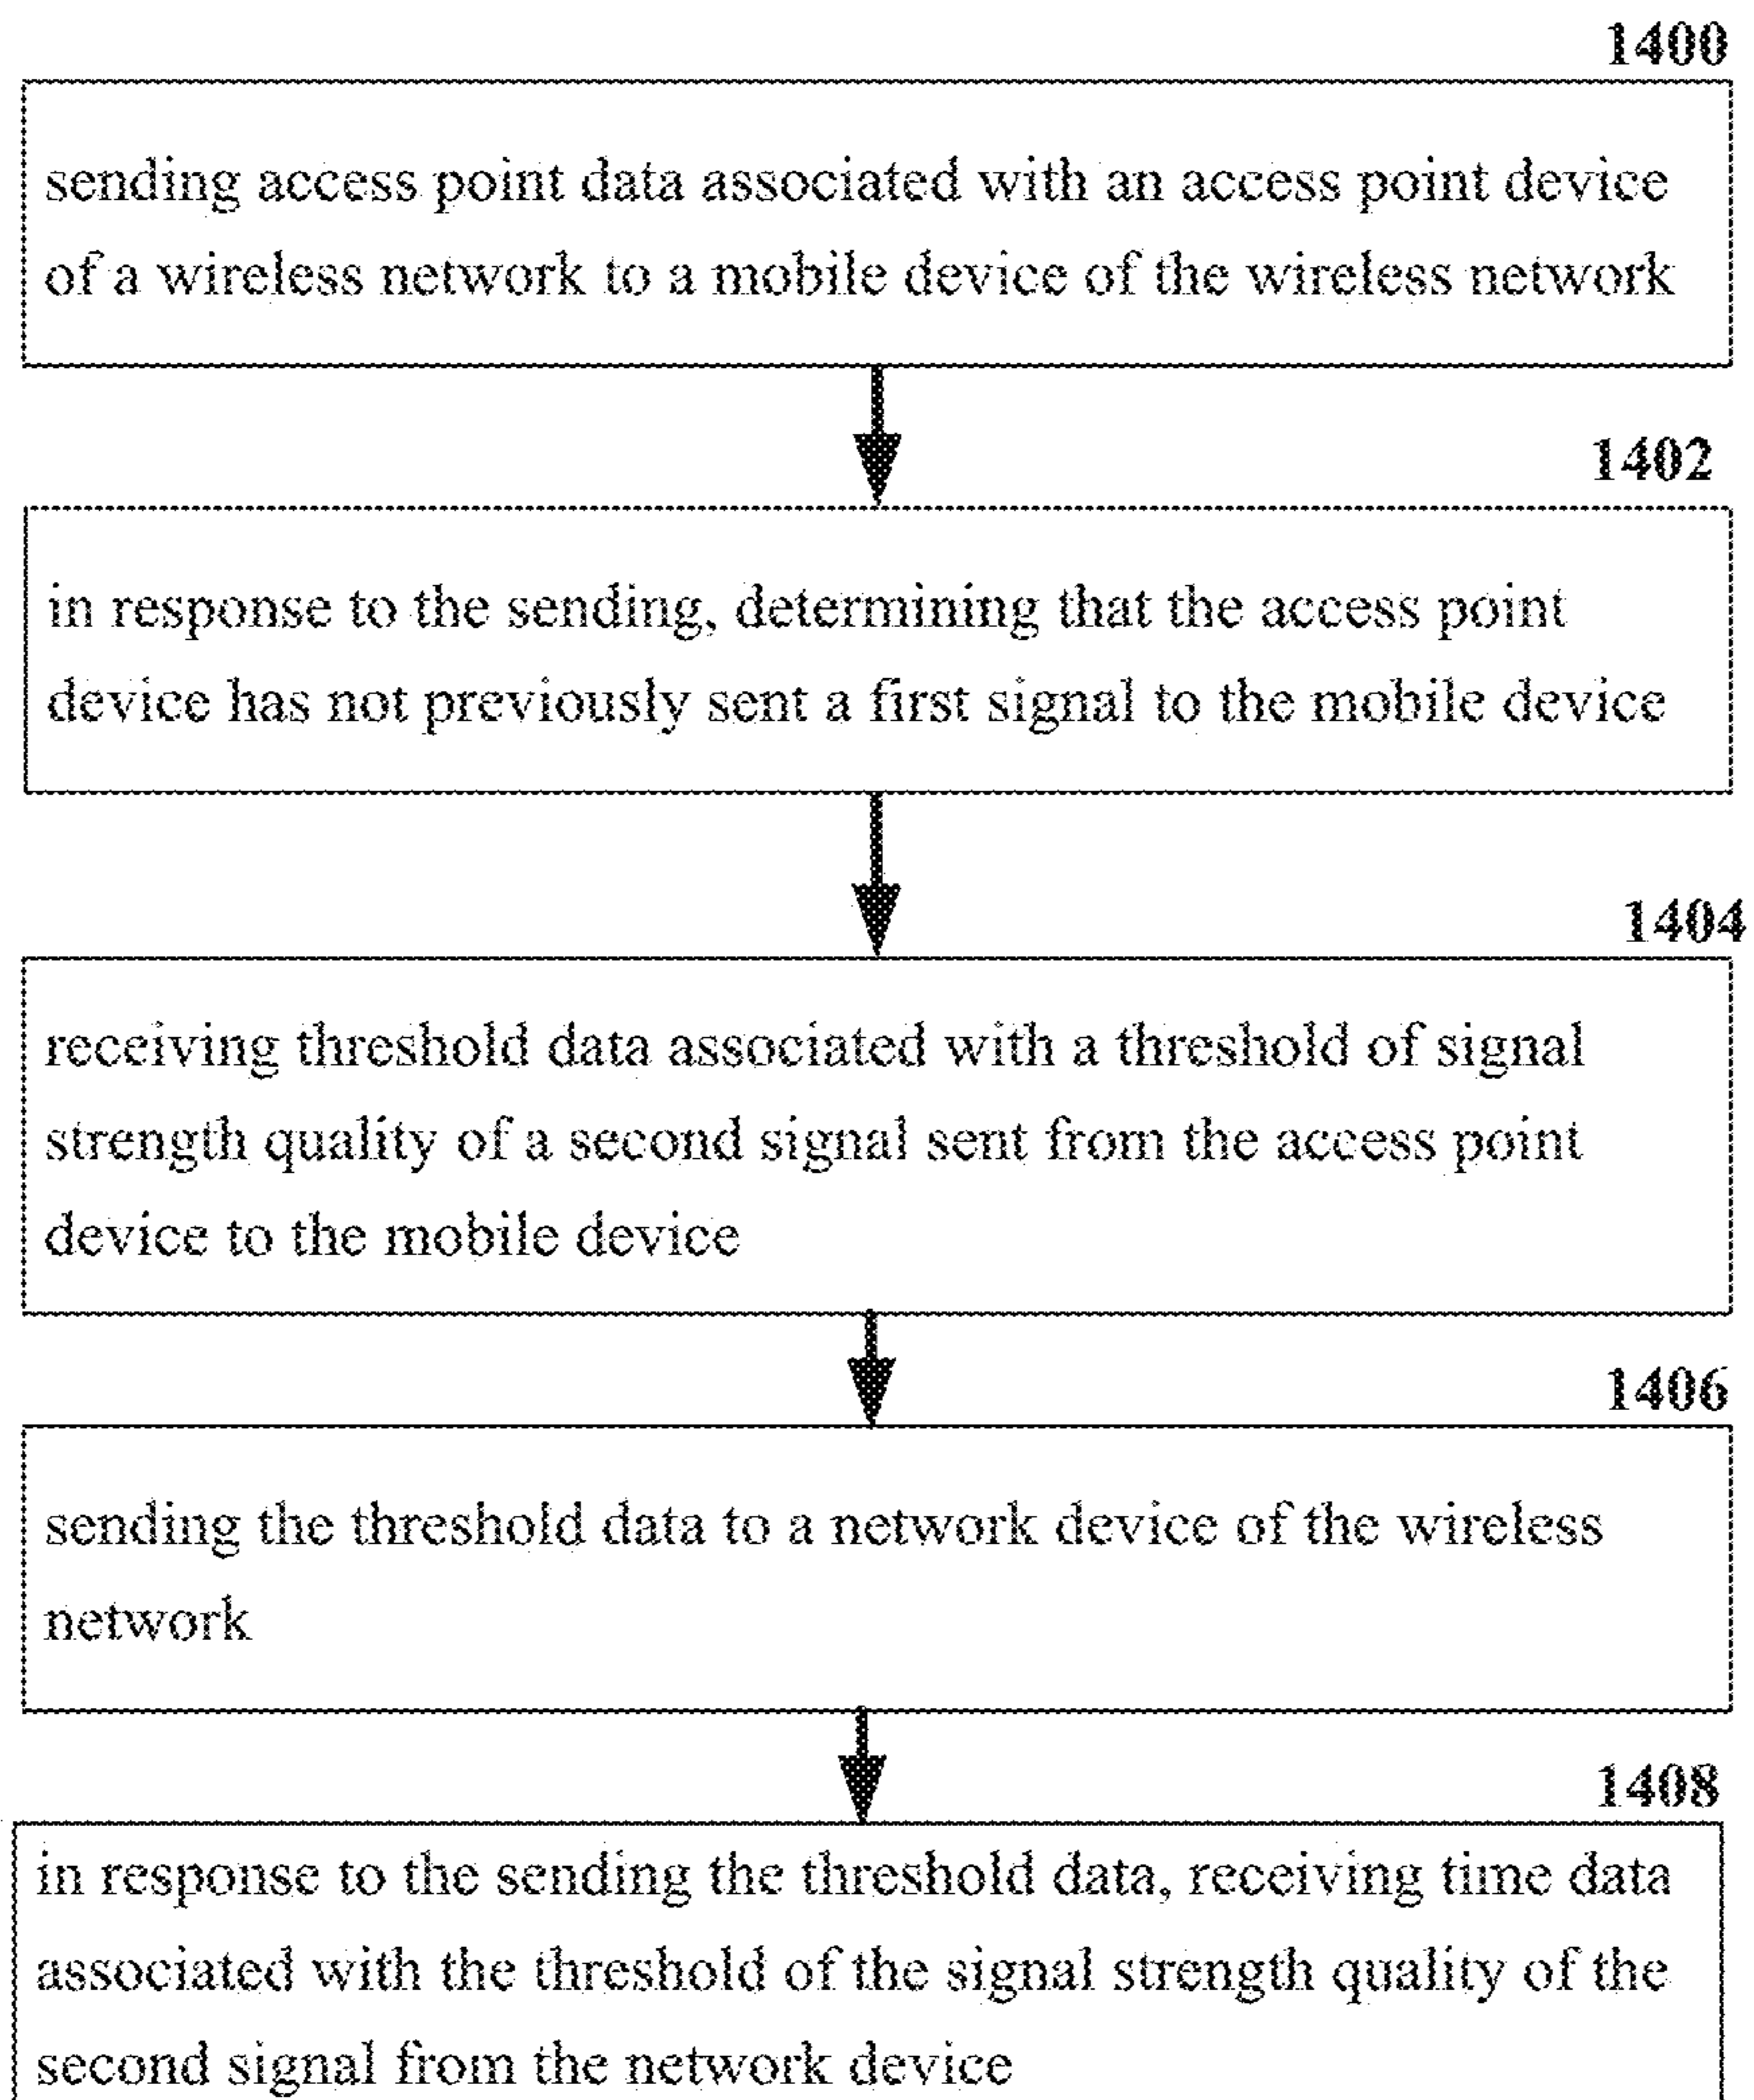 1400
sending access point data associated with an access point device
of a wireless network to a mobile device of the wireless network
1402
in response to the sending, determining that the access point
device has not previously sent a first signal to the mobile device
1404
receiving threshold data associated with a threshold of signal
strength quality of a second signal sent from the access point
device to the mobile device
1406
sending the threshold data to a network device of the wireless
network
1408
in response to the sending the threshold data, receiving time data
associated with the threshold of the signal strength quality of the
second signal from the network device